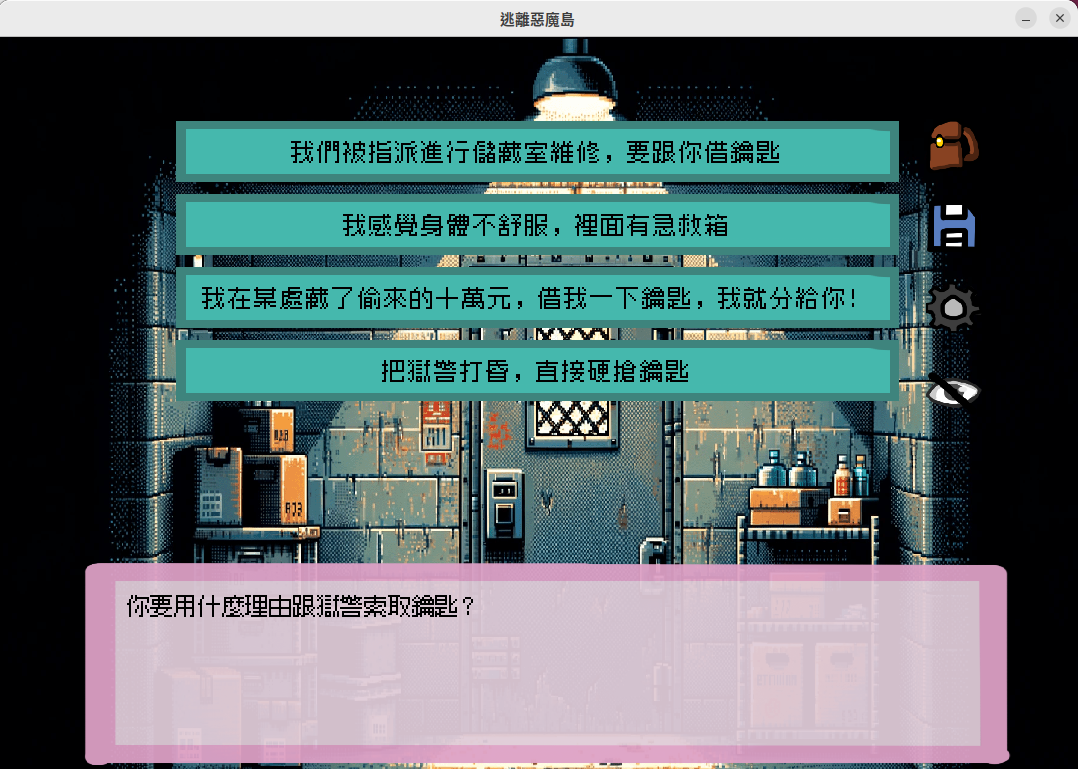 逃離惡魔島
我們被指派進行儲藏室維修，要跟你借鑰匙
我感覺身體不舒服，裡面有急救箱
我在某處藏了偷來的十萬元，借我一下鑰匙，我就分給你！
把獄警打昏，直接硬搶鑰匙
你要用什麼理由跟獄警索取鑰匙？